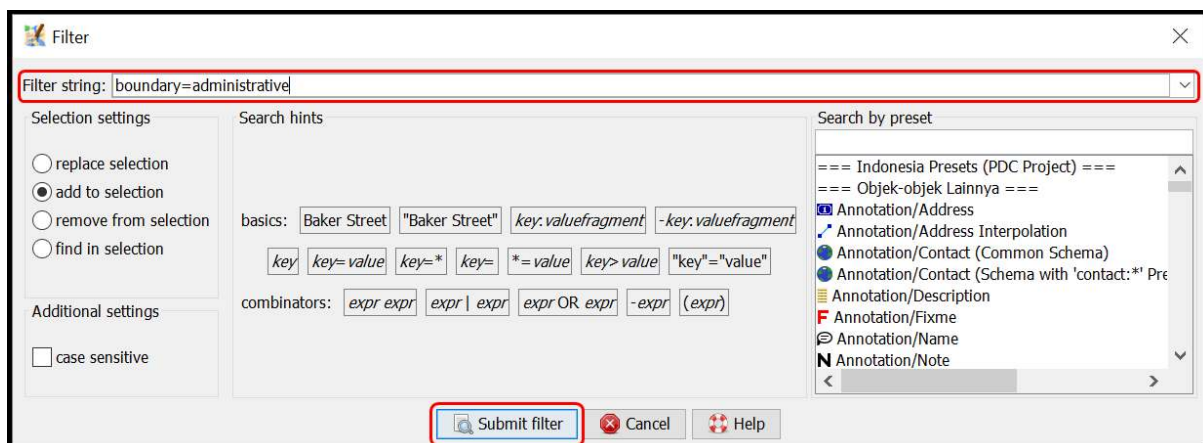 Filter
Filter string: boundary=administrative
Selection settings
replace selection
add to selection
remove from selection
find in selection
Additional settings
case sensitive
Search hints
basics: Baker Street "Baker Street" key:valuefragment -key:valuefragment
key key=value key=* key= *=value key>value "key"="value"
combinators: expr expr expr | expr expr OR expr -expr (expr)
Search by preset
=== Indonesia Presets (PDC Project) ===
=== Objek-objek Lainnya ===
Annotation/Address
Annotation/Address Interpolation
Annotation/Contact (Common Schema)
Annotation/Contact (Schema with 'contact:*' Pre
Annotation/Description
Annotation/Fixme
Annotation/Name
Annotation/Note
Submit filter Cancel Help